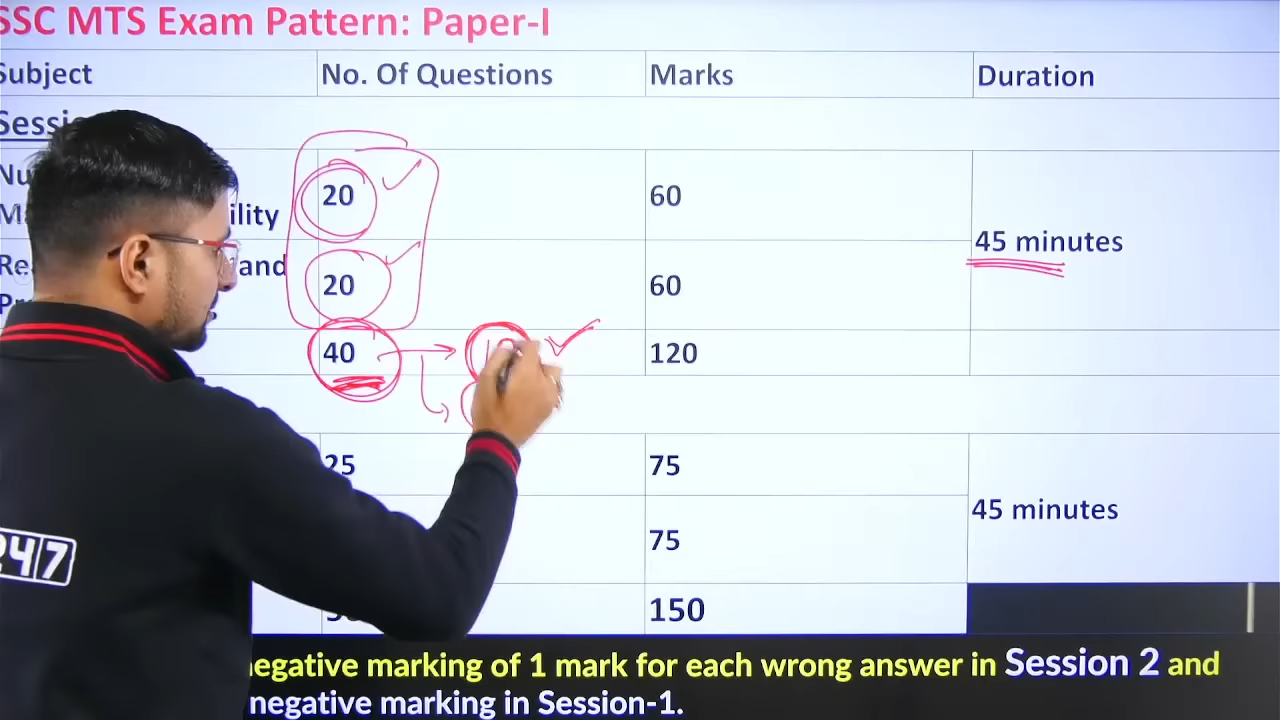 SSC MTS Exam Pattern: Paper-I
Subject No. Of Questions Marks Duration
ility 20 60
45 minutes
and
20 60
40 120
25 75
45 minutes
75
150
negative marking of 1 mark for each wrong answer in Session 2 and
negative marking in Session-1.
247